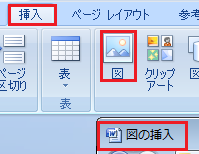 挿入 ページ レイアウト 参考
ページ
区切り
表
図
クリップ
アート
表
図の挿入